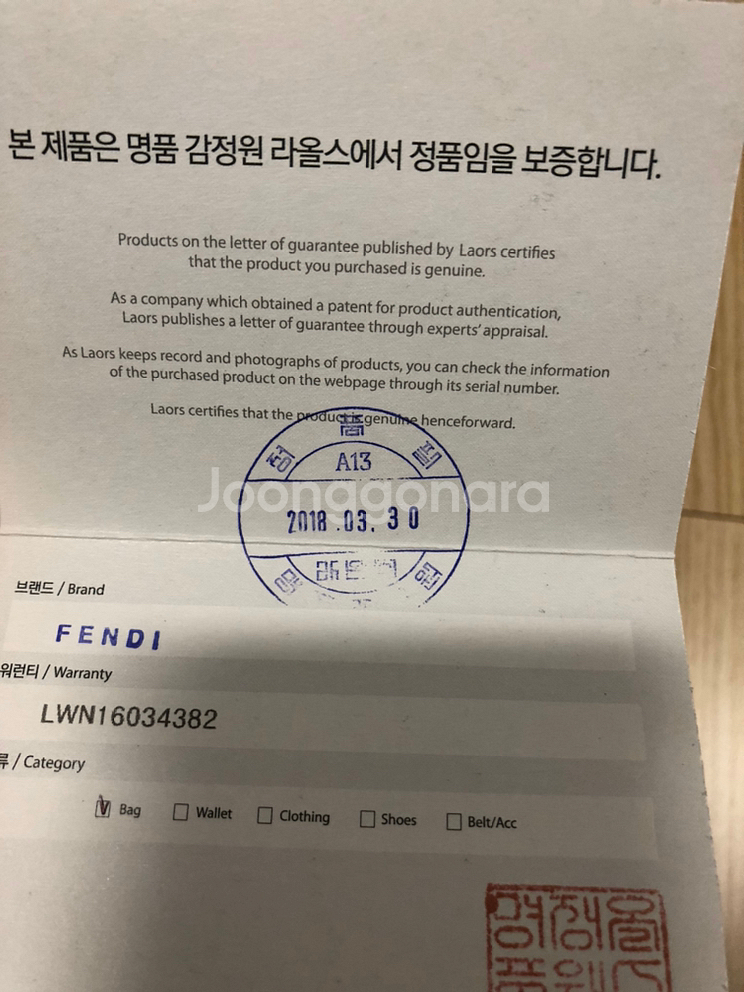 본 제품은 명품 감정원 라올스에서 정품임을 보증합니다.
Products on the letter of guarantee published by Laors certifies
that the product you purchased is genuine.
As a company which obtained a patent for product authentication,
Laors publishes a letter of guarantee through experts' appraisal.
As Laors keeps record and photographs of products, you can check the information
of the purchased product on the webpage through its serial number.
Laors certifies that the product is genuine henceforward.
정 품 필
A13
Joonggonara
2018.03.30
브랜드 / Brand
FENDI
워런티 / Warranty
LWN16034382
류 / Category
Bag Wallet Clothing Shoes Belt/Acc